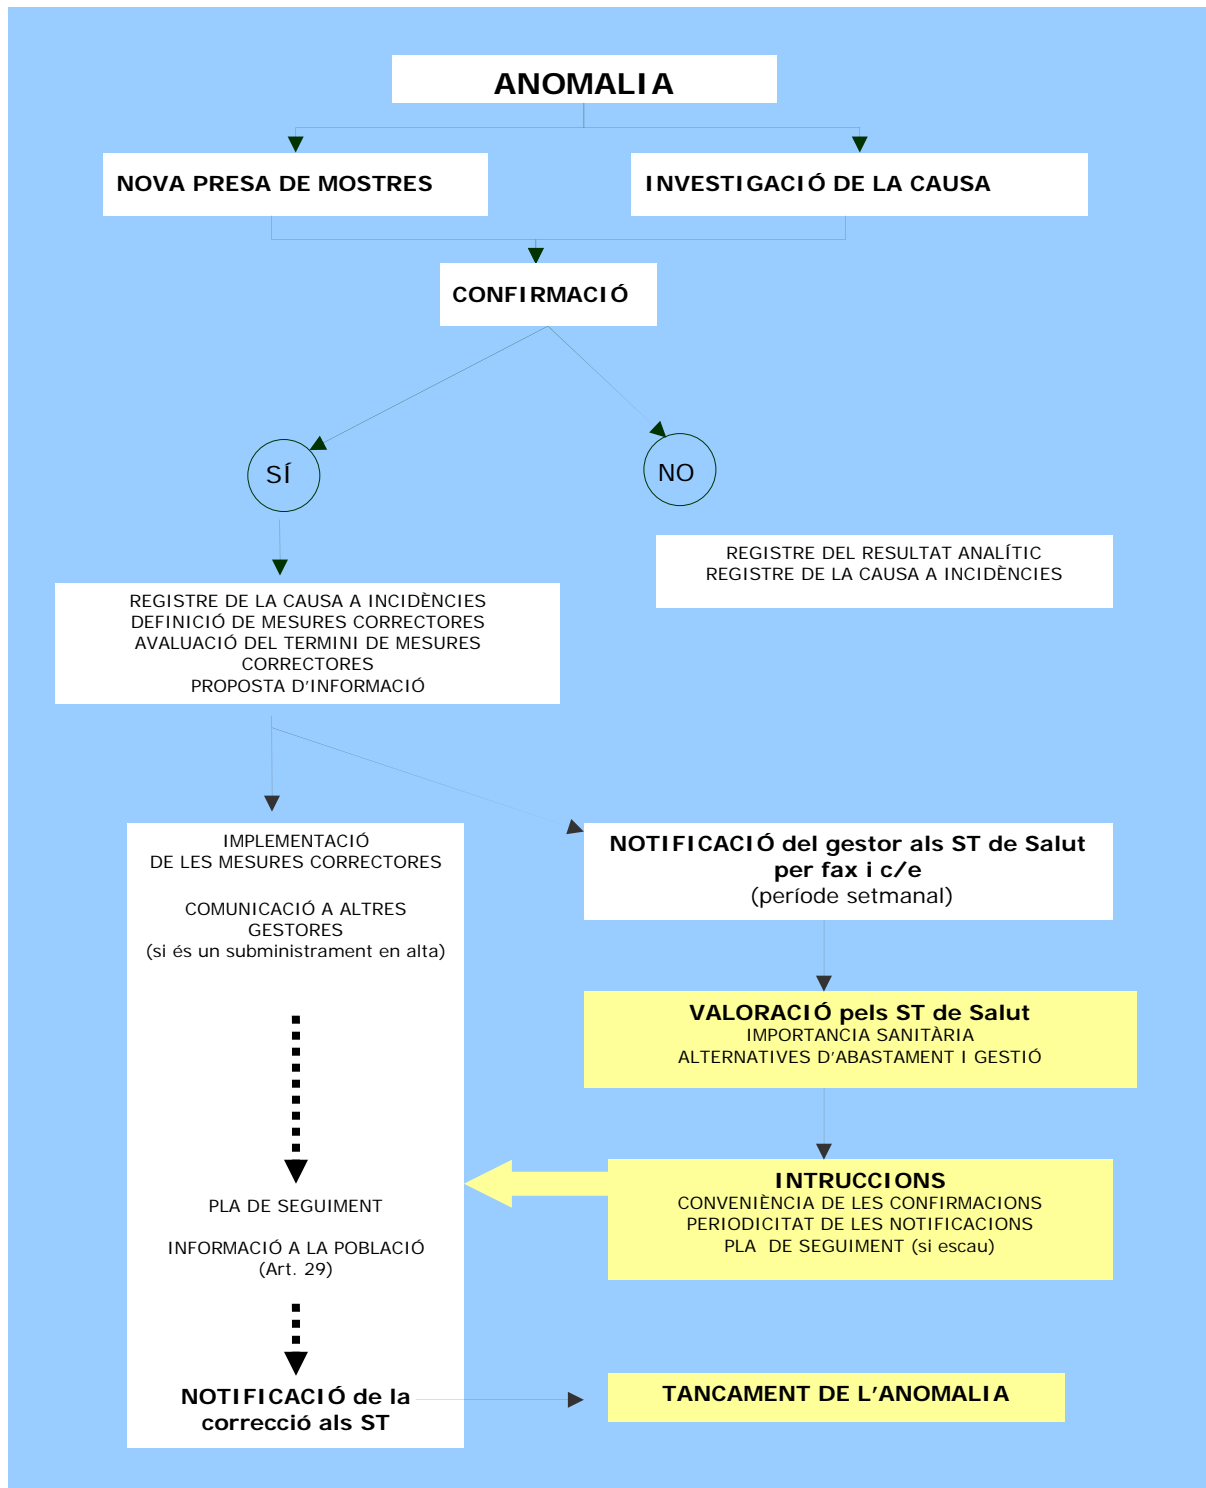 ANOMALIA
NOVA PRESA DE MOSTRES
INVESTIGACIÓ DE LA CAUSA
CONFIRMACIÓ
SÍ
NO
REGISTRE DEL RESULTAT ANALÍTIC
REGISTRE DE LA CAUSA A INCIDÈNCIES
REGISTRE DE LA CAUSA A INCIDÈNCIES
DEFINICIÓ DE MESURES CORRECTORES
AVALUACIÓ DEL TERMINI DE MESURES
CORRECTORES
PROPOSTA D'INFORMACIÓ
IMPLEMENTACIÓ
DE LES MESURES CORRECTORES
COMUNICACIÓ A ALTRES
GESTORES
(si és un subministrament en alta)
PLA DE SEGUIMENT
INFORMACIÓ A LA POBLACIÓ
(Art. 29)
NOTIFICACIÓ de la
correcció als ST
NOTIFICACIÓ del gestor als ST de Salut
per fax i c/e
(període setmanal)
VALORACIÓ pels ST de Salut
IMPORTANCIA SANITÀRIA
ALTERNATIVES D'ABASTAMENT I GESTIÓ
INTRUCCIONS
CONVENIÈNCIA DE LES CONFIRMACIONS
PERIODICITAT DE LES NOTIFICACIONS
PLA DE SEGUIMENT (si escau)
TANCAMENT DE L'ANOMALIA